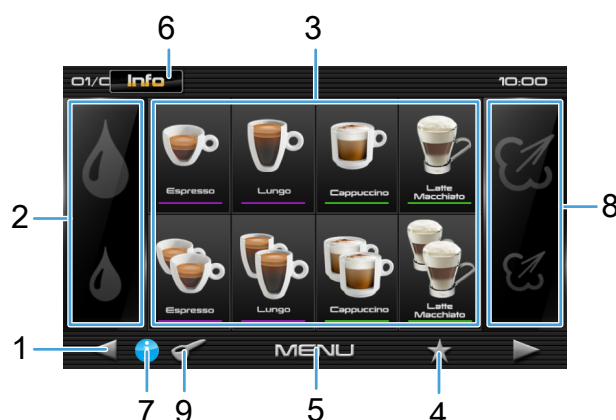 6 3
01/0 Info 10:00
Espresso Lungo Cappuccino Latte
Macchiato
2 8
Espresso Lungo Cappuccino Latte
Macchiato
1 MENU
7 9 5 4